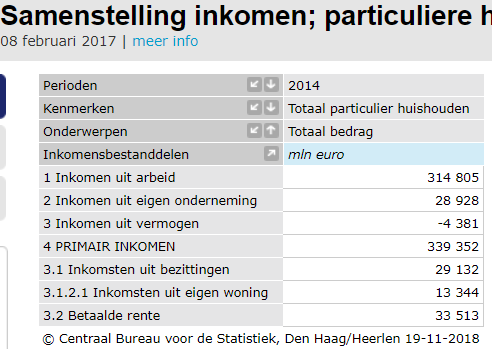 Samenstelling inkomen; particuliere
08 februari 2017 | meer info
Perioden 2014
Kenmerken Totaal particulier huishouden
Onderwerpen Totaal bedrag
Inkomensbestanddelen mln euro
1 Inkomen uit arbeid 314 805
2 Inkomen uit eigen onderneming 28 928
3 Inkomen uit vermogen -4 381
4 PRIMAIR INKOMEN 339 352
3.1 Inkomsten uit bezittingen 29 132
3.1.2.1 Inkomsten uit eigen woning 13 344
3.2 Betaalde rente 33 513
© Centraal Bureau voor de Statistiek, Den Haag/Heerlen 19-11-2018